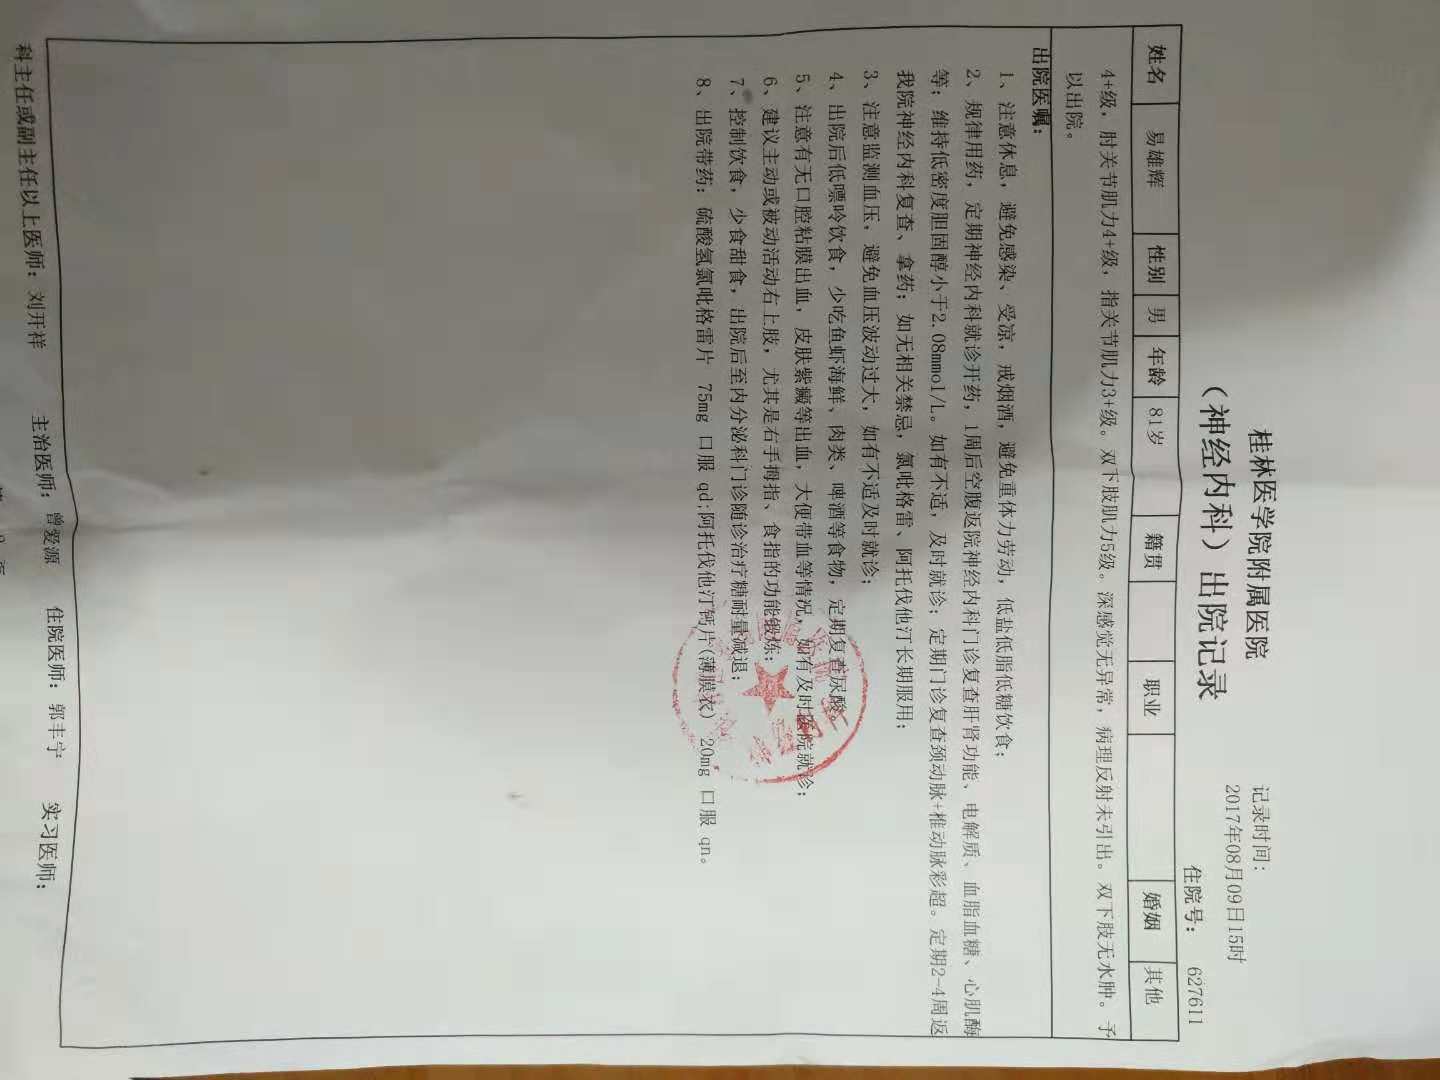 桂林医学院附属医院
（神经内科）出院记录
记录时间：
2017年08月09日15时
住院号： 627611
姓名 易雄辉 性别 男 年龄 81岁 籍贯 职业 婚姻 其他
4+级，肘关节肌力4+级，指关节肌力3+级。双下肢肌力5级。深感觉无异常，病理反射未引出。双下肢无水肿。予
以出院。
出院医嘱：
1、注意休息，避免感染、受凉，戒烟酒，避免重体力劳动，低盐低脂低糖饮食；
2、规律用药，定期神经内科就诊开药，1周后空腹返院神经内科门诊复查肝肾功能、电解质、血脂血糖、心肌酶
等；维持低密度胆固醇小于2.08mmol/L。如有不适，及时就诊；定期门诊复查颈动脉+椎动脉彩超。定期2-4周返
我院神经内科复查、拿药；如无相关禁忌，氯吡格雷、阿托伐他汀长期服用；
3、注意监测血压，避免血压波动过大，如有不适及时就诊；
4、出院后低嘌呤饮食，少吃鱼虾海鲜、肉类、啤酒等食物，定期复查尿酸。
5、注意有无口腔粘膜出血，皮肤紫癜等出血，大便带血等情况，如有及时医院就诊；
6、建议主动或被动活动右上肢，尤其是右手拇指、食指的功能锻炼；
7、控制饮食，少食甜食，出院后至内分泌科门诊随诊治疗糖耐量减退；
8、出院带药：硫酸氢氯吡格雷片 75mg 口服 qd;阿托伐他汀钙片(薄膜衣) 20mg 口服 qn。
科主任或副主任以上医师：刘开祥 主治医师：曾爱源 住院医师：郭丰宁 实习医师：